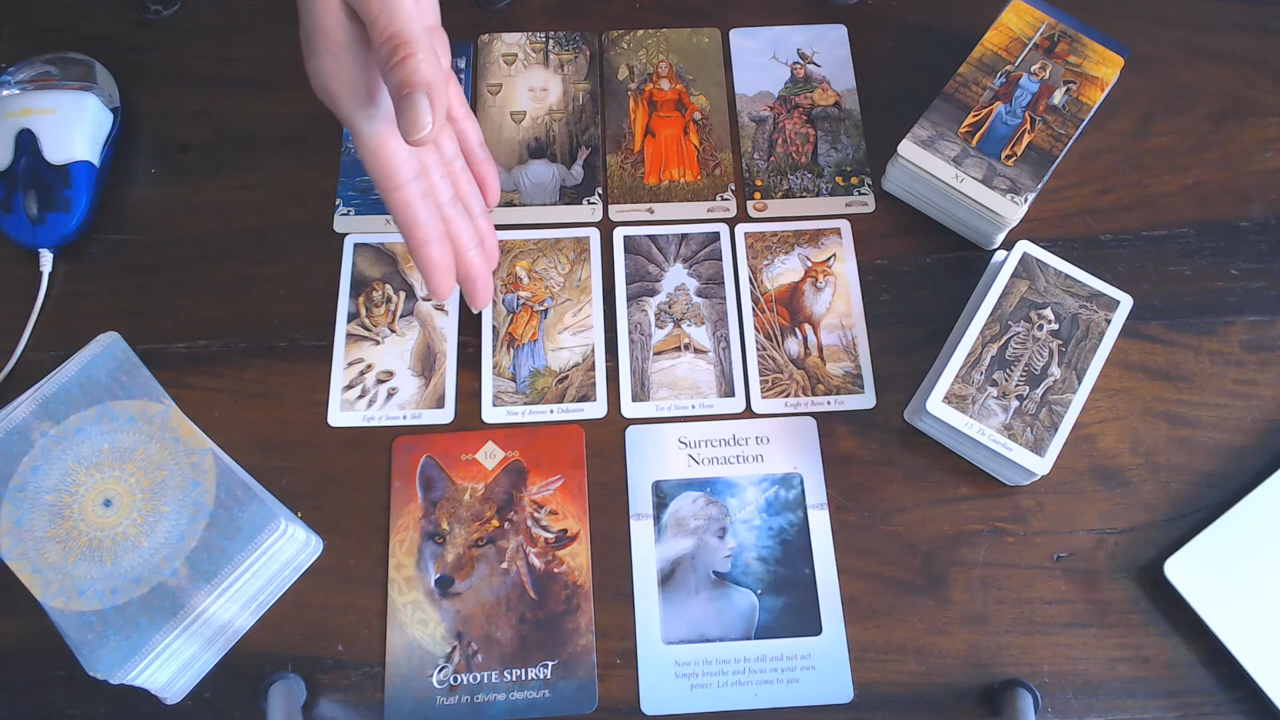 X
7
XI
Eight of Stones Skill
Nine of Arrows Dedication
Ten of Stones Home
Knight of Bows Fox
13 The Guardian
16
COYOTE SPIRIT
Trust in divine detours.
Surrender to
Nonaction
Now is the time to be still and not act.
Simply breathe and focus on your own
power. Let others come to you.